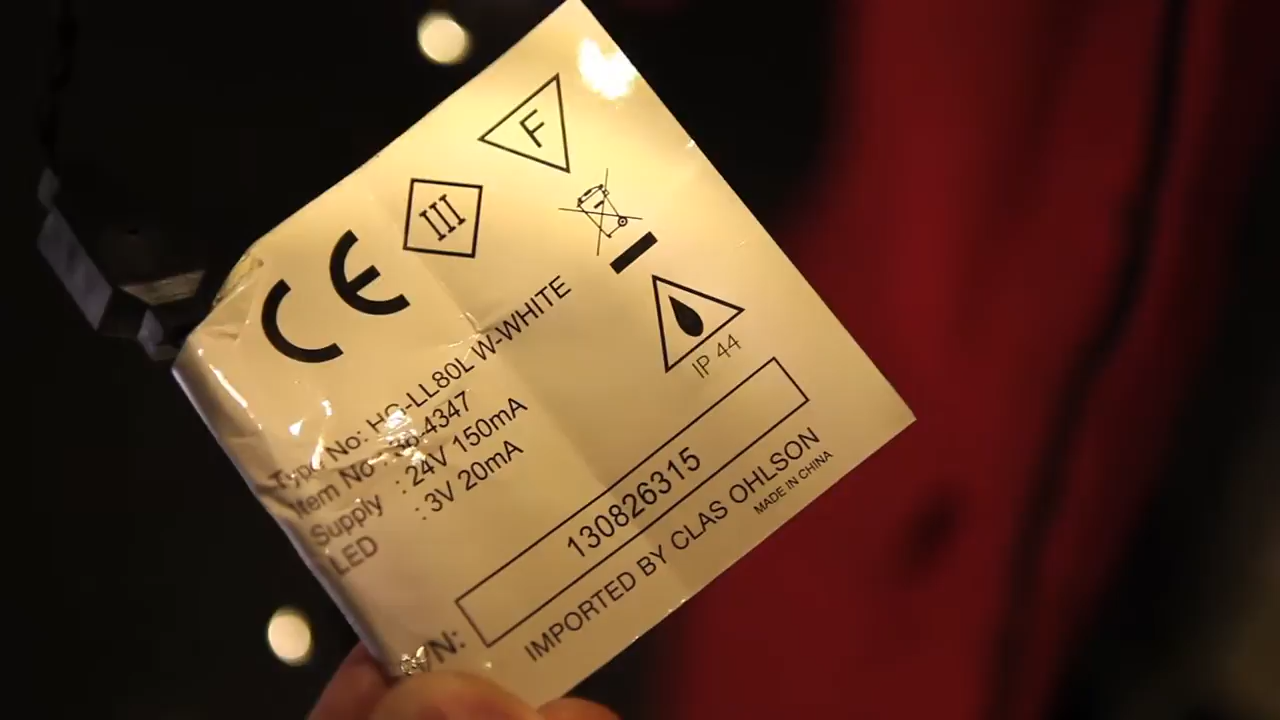 F
III
CE
IP 44
Type No: HG-LL80L W-WHITE
Item No : 36-4347
Supply : 24V 150mA
LED : 3V 20mA
130826315
IMPORTED BY CLAS OHLSON
MADE IN CHINA